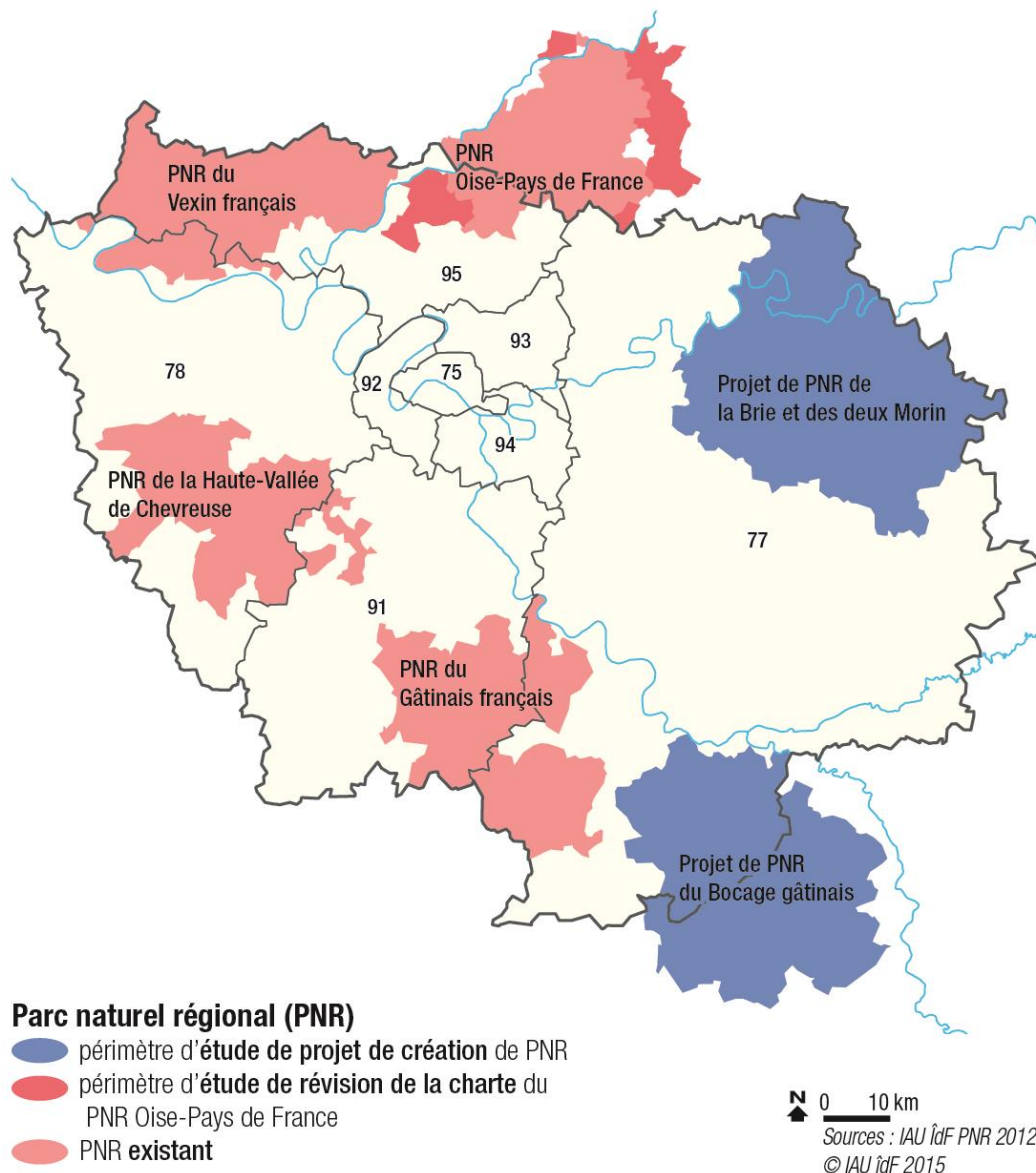 PNR
Oise-Pays de France
PNR du
Vexin français
95
93
78
92
75
94
Projet de PNR de
la Brie et des deux Morin
PNR de la Haute-Vallée
de Chevreuse
77
91
PNR du
Gâtinais français
Projet de PNR
du Bocage gâtinais
Parc naturel régional (PNR)
périmètre d'étude de projet de création de PNR
périmètre d'étude de révision de la charte du
PNR Oise-Pays de France
PNR existant
N 0 10 km
Sources : IAU îdF PNR 2012
© IAU îdF 2015